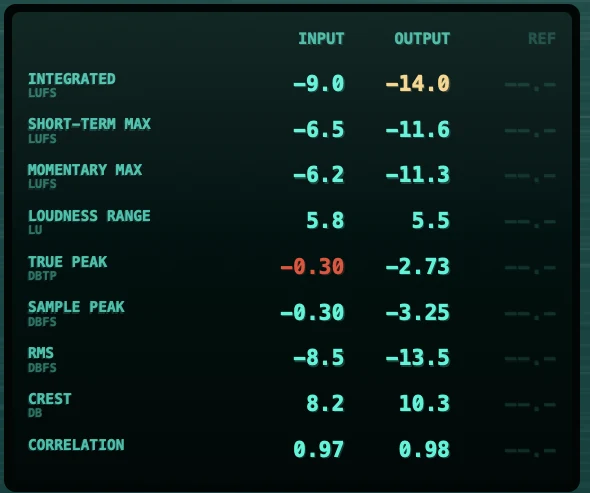 INPUT OUTPUT REF
INTEGRATED −9.0 −14.0 −−.−
LUFS
SHORT−TERM MAX −6.5 −11.6 −−.−
LUFS
MOMENTARY MAX −6.2 −11.3 −−.−
LUFS
LOUDNESS RANGE 5.8 5.5 −−.−
LU
TRUE PEAK −0.30 −2.73 −−.−
DBTP
SAMPLE PEAK −0.30 −3.25 −−.−
DBFS
RMS −8.5 −13.5 −−.−
DBFS
CREST 8.2 10.3 −−.−
DB
CORRELATION 0.97 0.98 −−.−